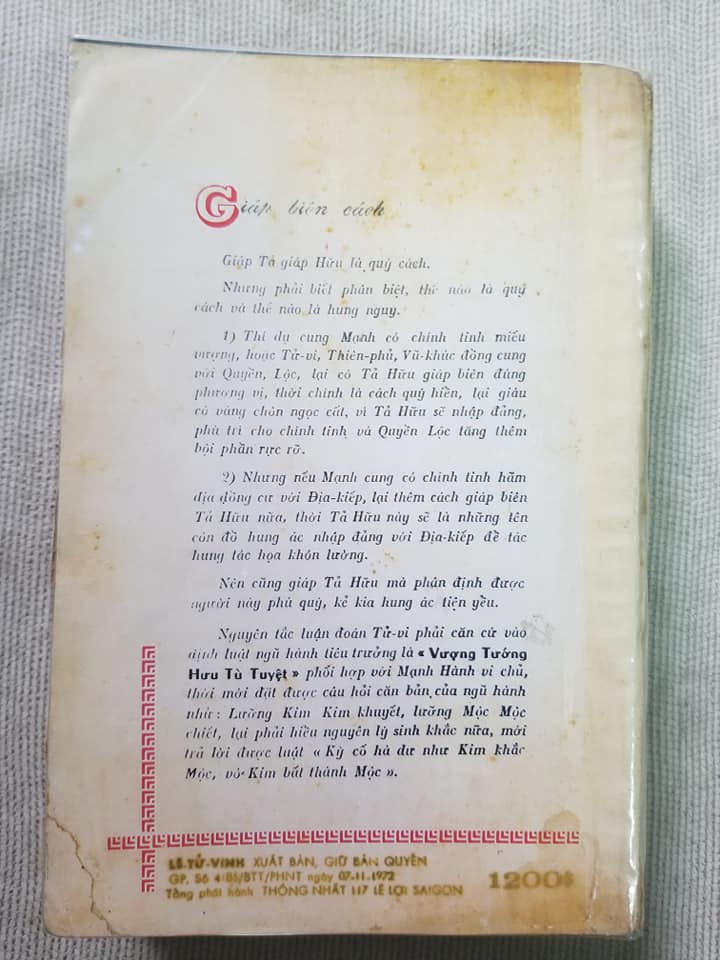 Giáp biên cách
Giáp Tả giáp Hữu là quý cách.
Nhưng phải biết phân biệt, thế nào là quý
cách và thế nào là hung nguy.
1) Thí dụ cung Mạnh có chính tinh miếu
vượng, hoặc Tử-vi, Thiên-phủ, Vũ-khúc đồng cung
với Quyền, Lộc, lại có Tả Hữu giáp biên đúng
phương vị, thời chính là cách quý hiển, lại giầu
có vàng chôn ngọc cất, vì Tả Hữu sẽ nhập đảng,
phù trì cho chính tinh và Quyền Lộc tăng thêm
bội phần rực rỡ.
2) Nhưng nếu Mạnh cung có chính tinh hãm
địa đồng cư với Địa-kiếp, lại thêm cách giáp biên
Tả Hữu nữa, thời Tả Hữu này sẽ là những tên
côn đồ hung ác nhập đảng với Địa-kiếp để tác
hung tác họa khôn lường.
Nên cũng giáp Tả Hữu mà phân định được
người này phú quý, kẻ kia hung ác tiện yểu.
Nguyên tắc luận đoán Tử-vi phải căn cứ vào
định luật ngũ hành tiêu trưởng là « Vượng Tướng
Hưu Tù Tuyệt » phối hợp với Mạnh Hành vi chủ,
thời mới đặt được câu hỏi căn bản của ngũ hành
như : Lưỡng Kim Kim khuyết, lưỡng Mộc Mộc
chiết, lại phải hiểu nguyên lý sinh khắc nữa, mới
trả lời được luật « Kỳ cố hà dư như Kim khắc
Mộc, vô Kim bất thành Mộc ».
LÊ-TỬ-VINH XUẤT BẢN, GIỮ BẢN QUYỀN
GP. Số 4185/BTT/PHNT ngày 07-11-1972
Tổng phát hành THỐNG NHẤT 117 LÊ LỢI SAIGON
1200$